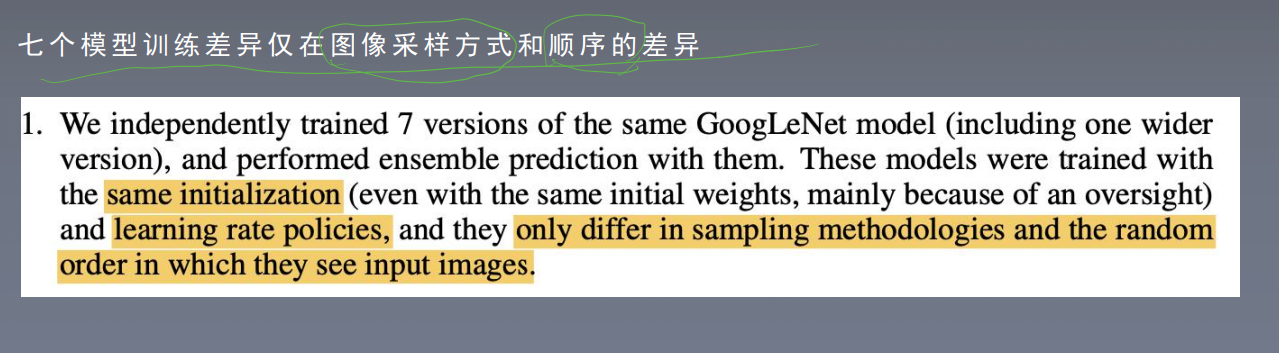 七个模型训练差异仅在图像采样方式和顺序的差异
1. We independently trained 7 versions of the same GoogLeNet model (including one wider
version), and performed ensemble prediction with them. These models were trained with
the same initialization (even with the same initial weights, mainly because of an oversight)
and learning rate policies, and they only differ in sampling methodologies and the random
order in which they see input images.